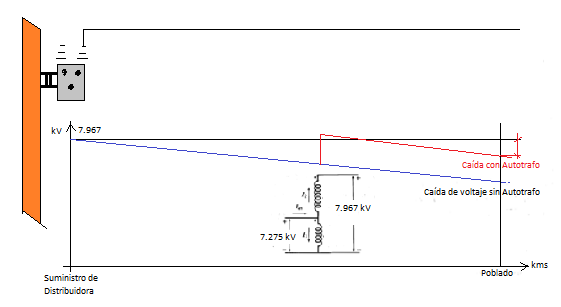 kV
7.967
Caída con Autotrafo
Caída de voltaje sin Autotrafo
7.967 kV
7.275 kV
kms
Suministro de
Distribuidora
Poblado